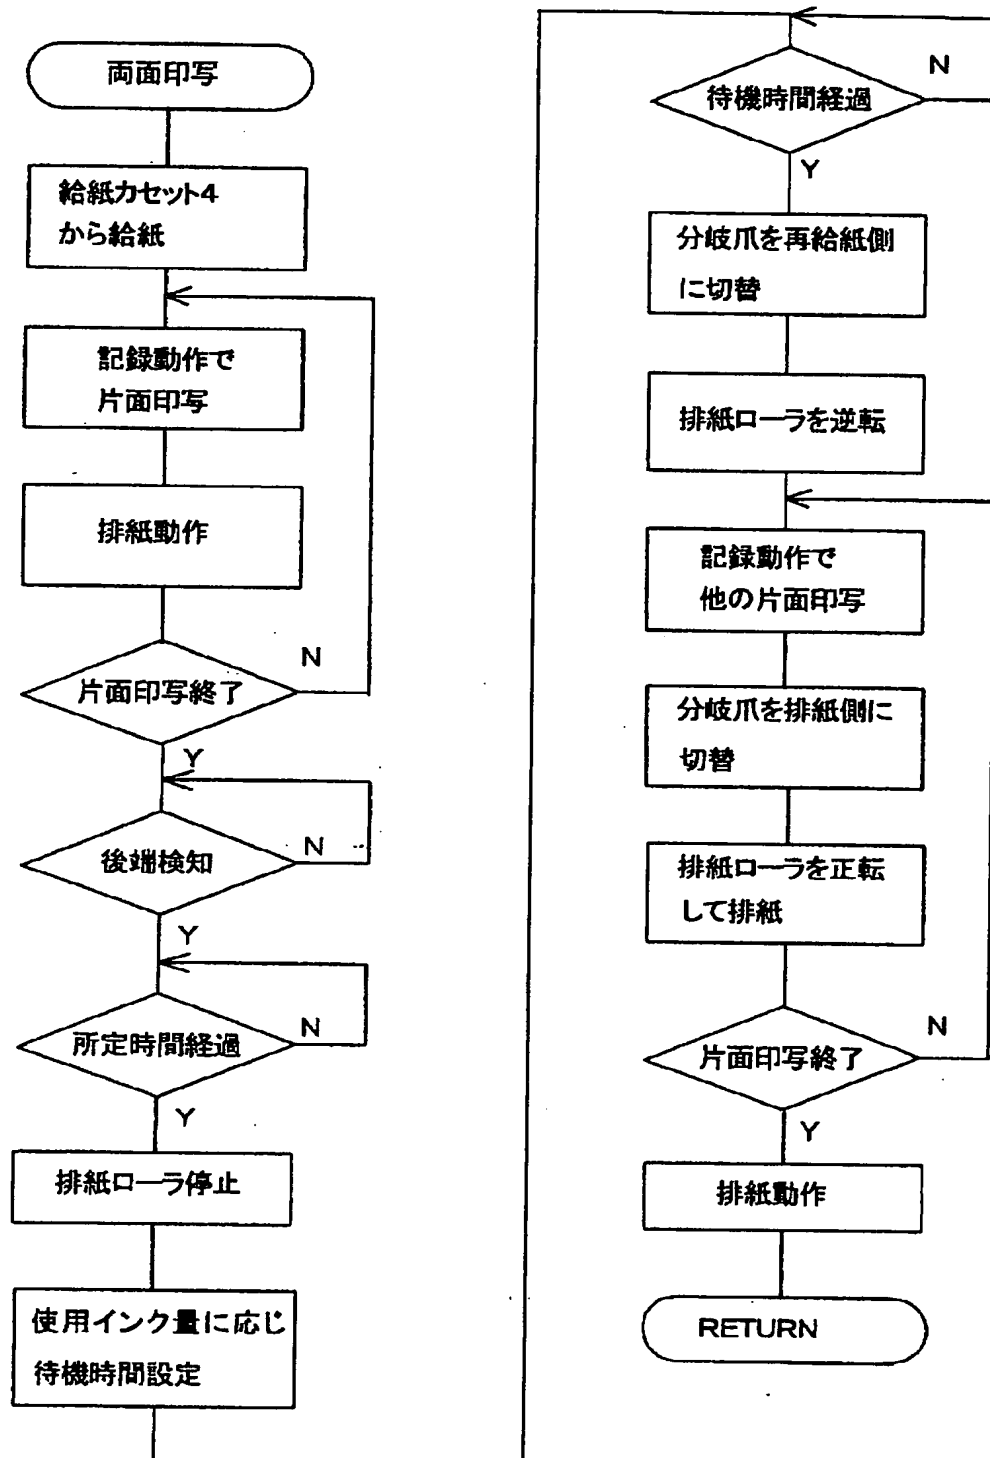 両面印写
給紙カセット4
から給紙
記録動作で
片面印写
排紙動作
片面印写終了
N
Y
後端検知
N
Y
所定時間経過
N
Y
排紙ローラ停止
使用インク量に応じ
待機時間設定
待機時間経過
N
Y
分岐爪を再給紙側
に切替
排紙ローラを逆転
記録動作で
他の片面印写
分岐爪を排紙側に
切替
排紙ローラを正転
して排紙
片面印写終了
N
Y
排紙動作
RETURN